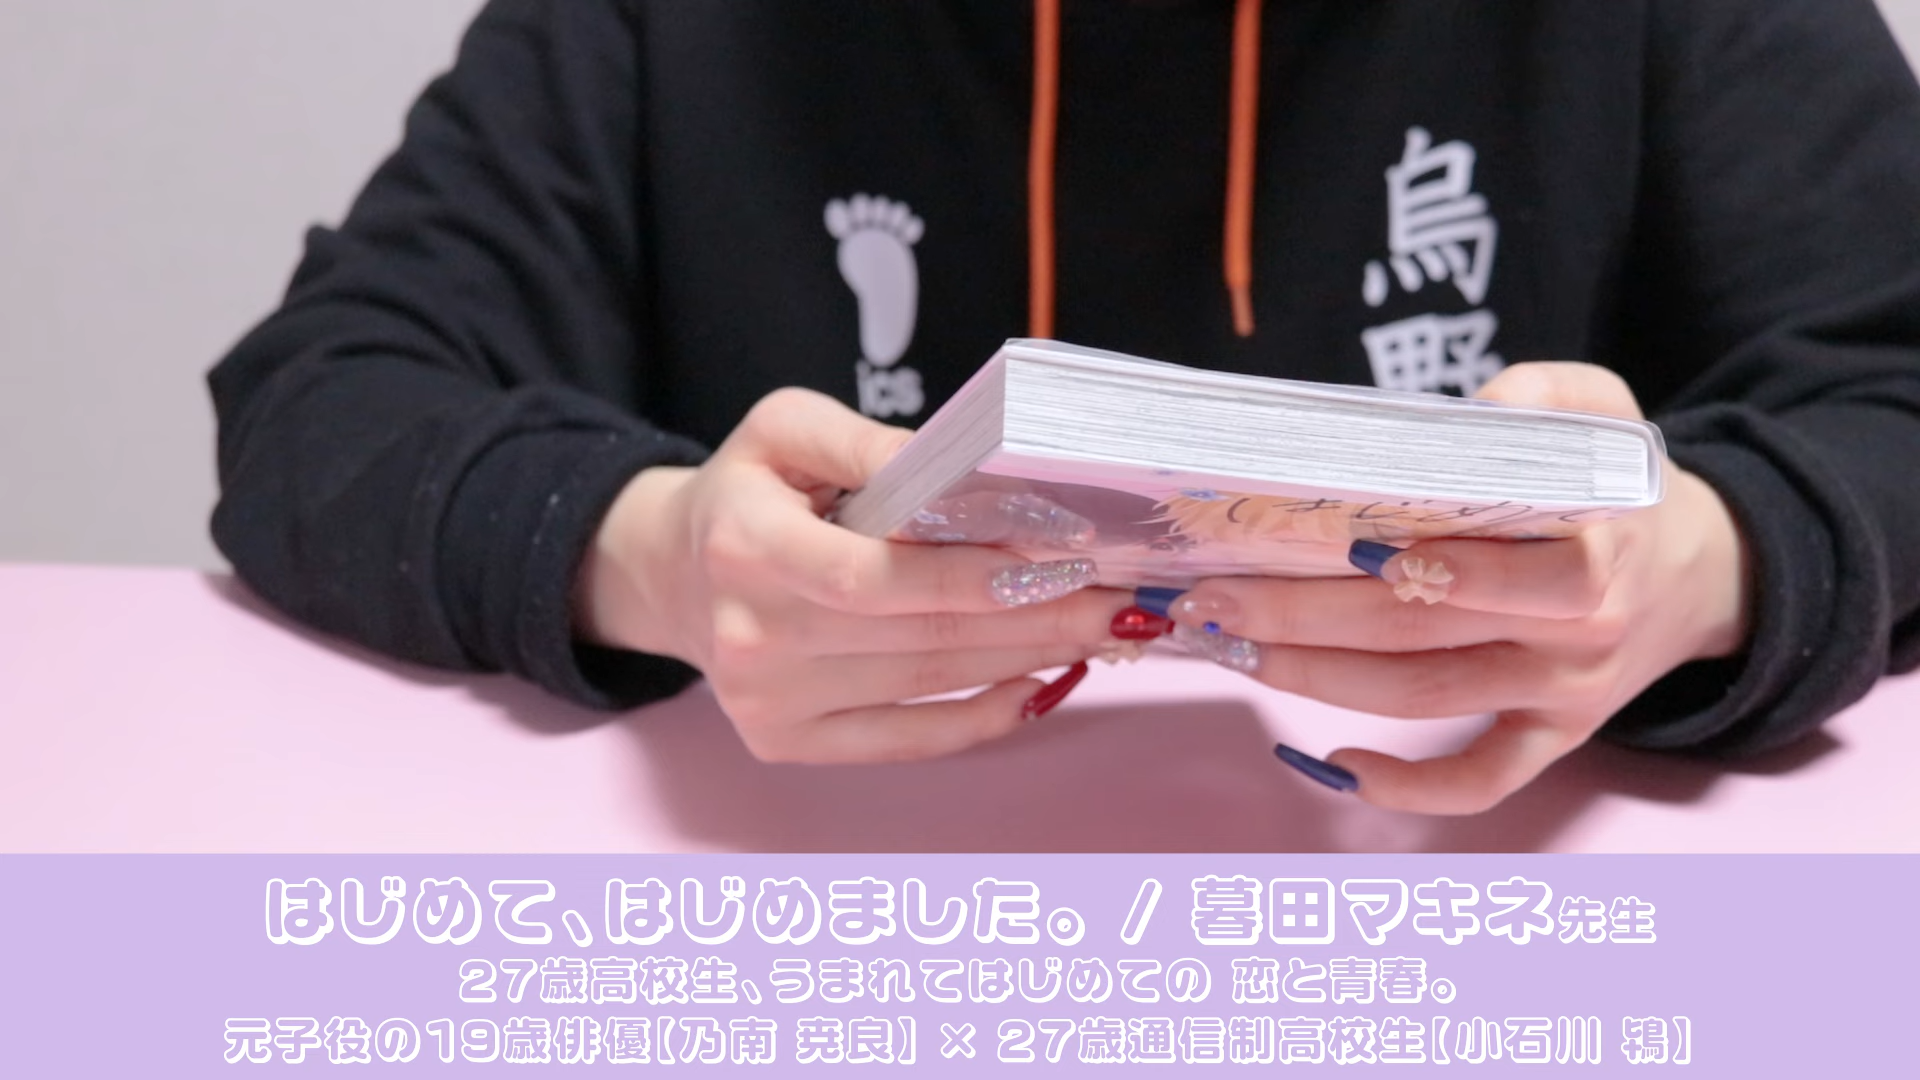 烏野
ics
はじめて、はじめました。 / 暮田マキネ先生
27歳高校生、うまれてはじめての 恋と青春。
元子役の19歳俳優【乃南 尭良】 × 27歳通信制高校生【小石川 鴇】